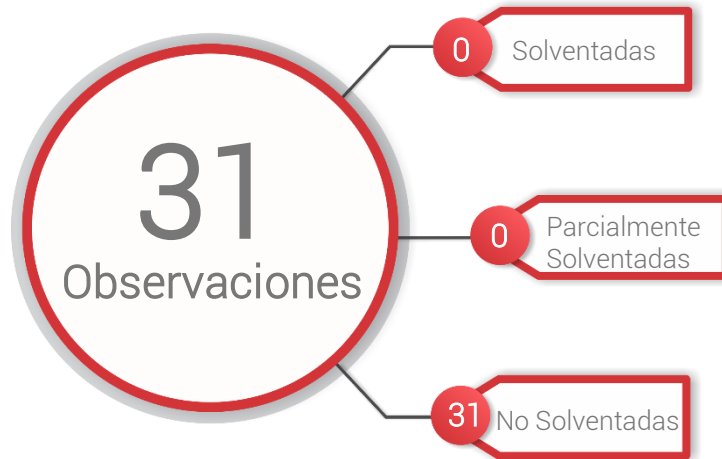 31
Observaciones
0
Solventadas
0
Parcialmente
Solventadas
31
No Solventadas